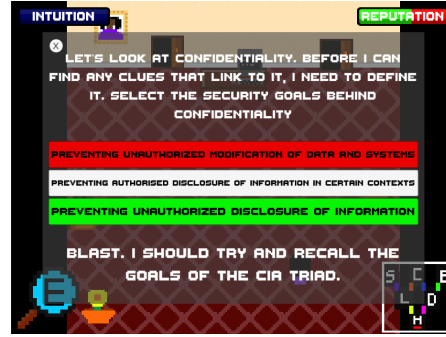 INTUITION
REPUTATION
X
LET'S LOOK AT CONFIDENTIALITY. BEFORE I CAN
FIND ANY CLUES THAT LINK TO IT, I NEED TO DEFINE
IT. SELECT THE SECURITY GOALS BEHIND
CONFIDENTIALITY
PREVENTING UNAUTHORIZED MODIFICATION OF DATA AND SYSTEMS
PREVENTING AUTHORISED DISCLOSURE OF INFORMATION IN CERTAIN CONTEXTS
PREVENTING UNAUTHORIZED DISCLOSURE OF INFORMATION
BLAST. I SHOULD TRY AND RECALL THE
GOALS OF THE CIA TRIAD.
E
S C E
L D
H